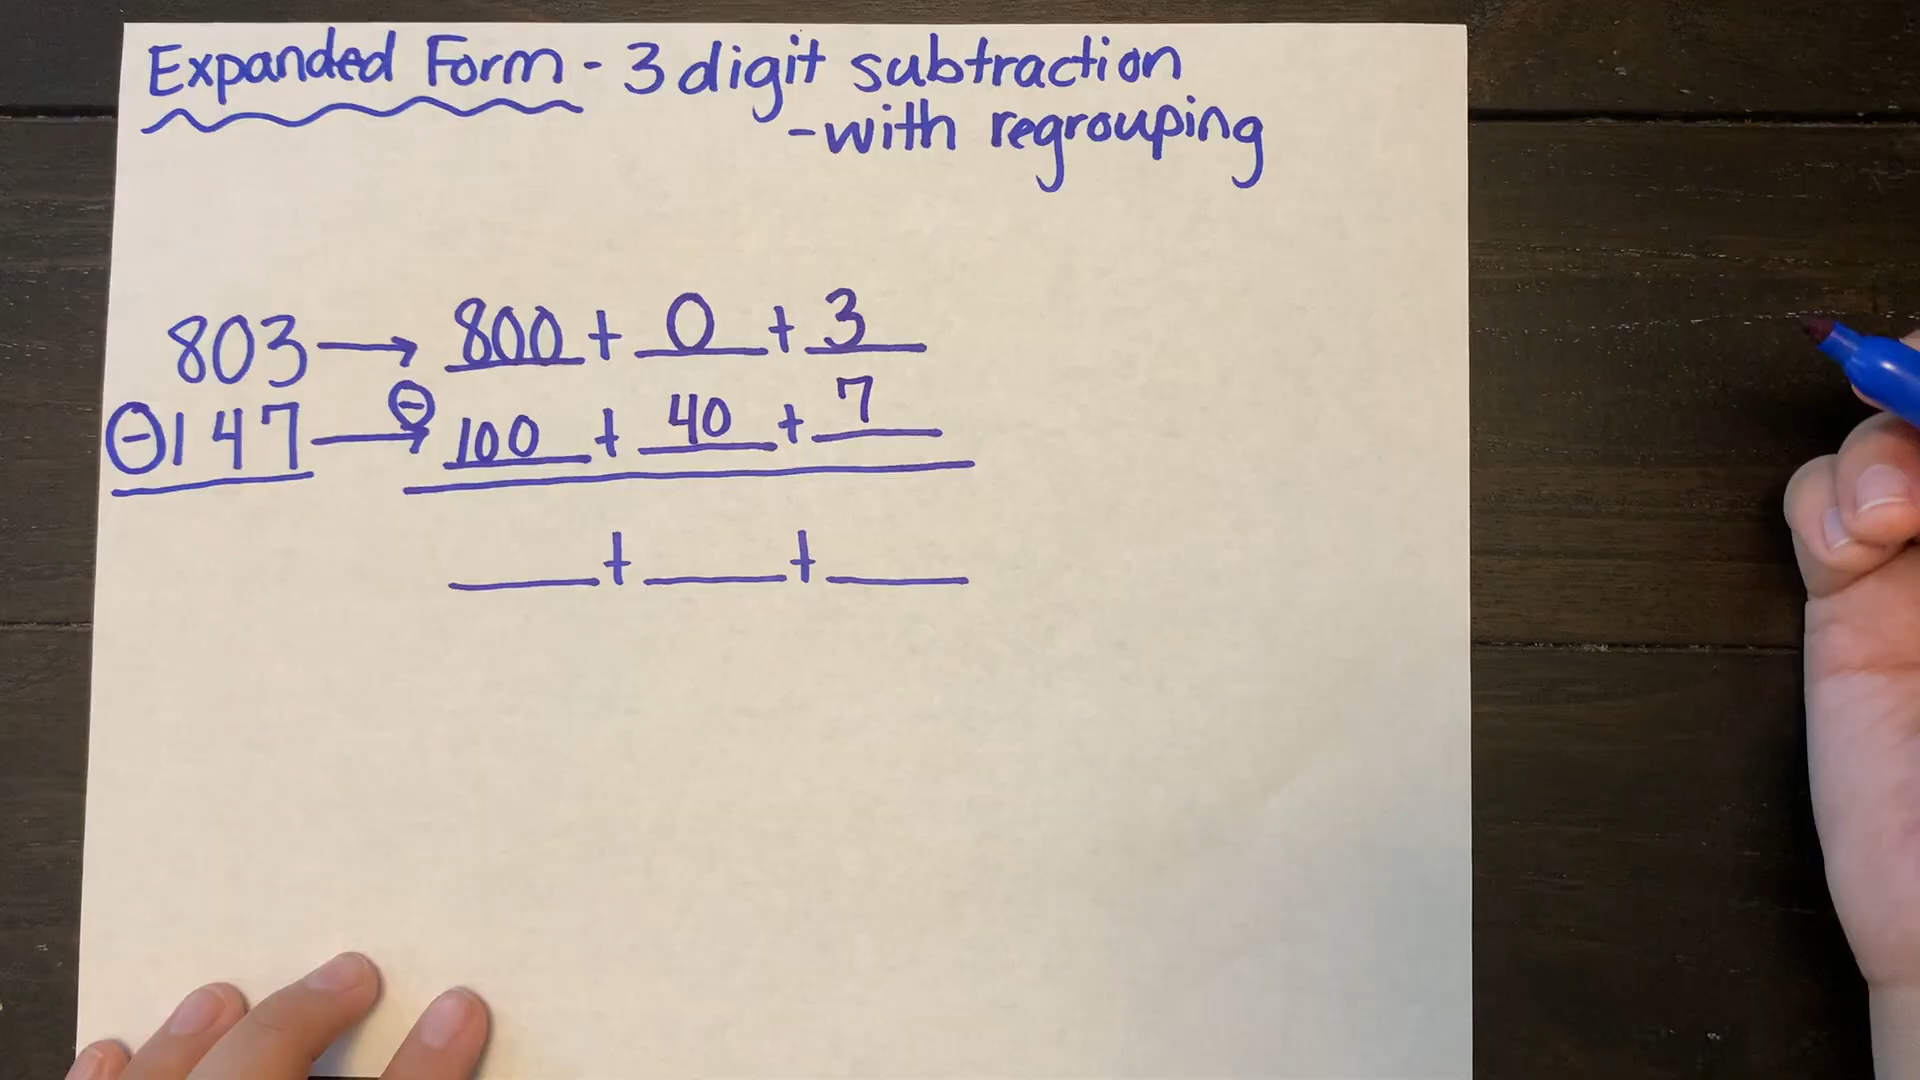 Expanded Form - 3 digit subtraction
-with regrouping
803 → 800 + 0 + 3
⊖147 → ⊖ 100 + 40 + 7
___ + ___ + ___